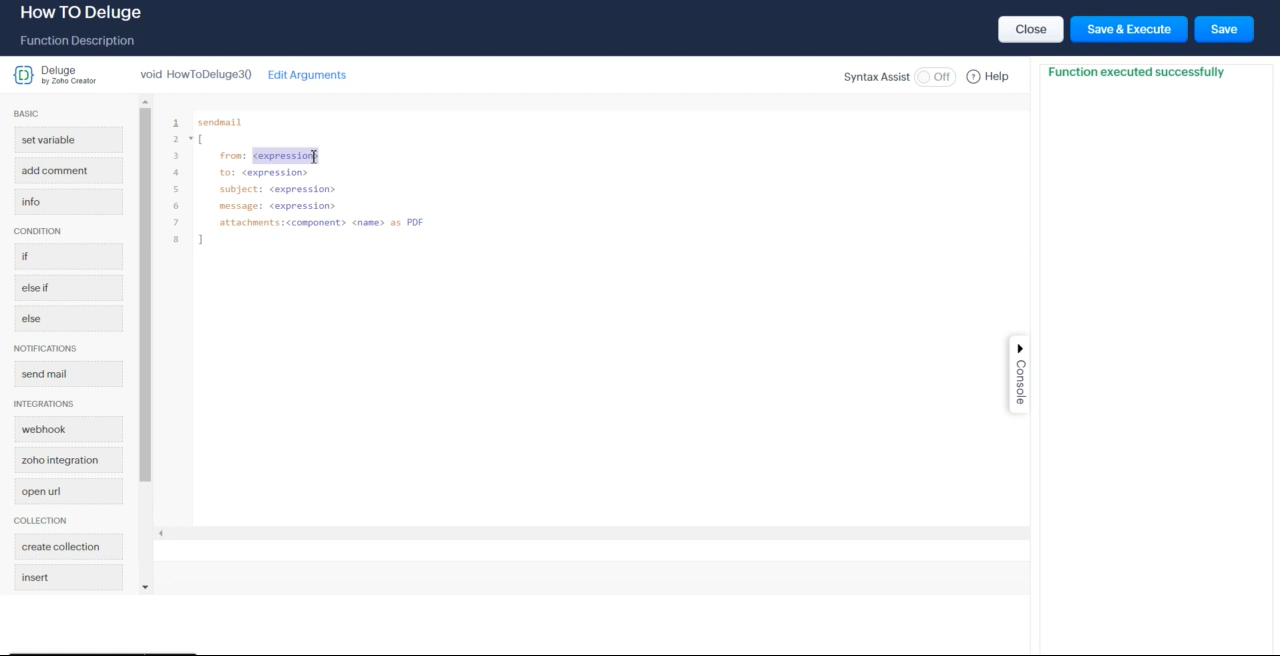 How TO Deluge
Function Description
Close
Save & Execute
Save
Deluge
by Zoho Creator
void HowToDeluge3()
Edit Arguments
Syntax Assist
Off
? Help
Function executed successfully
BASIC
set variable
add comment
info
CONDITION
if
else if
else
NOTIFICATIONS
send mail
INTEGRATIONS
webhook
zoho integration
open url
COLLECTION
create collection
insert
1 sendmail
2 [
3 from: <expression>
4 to: <expression>
5 subject: <expression>
6 message: <expression>
7 attachments:<component> <name> as PDF
8 ]
Console